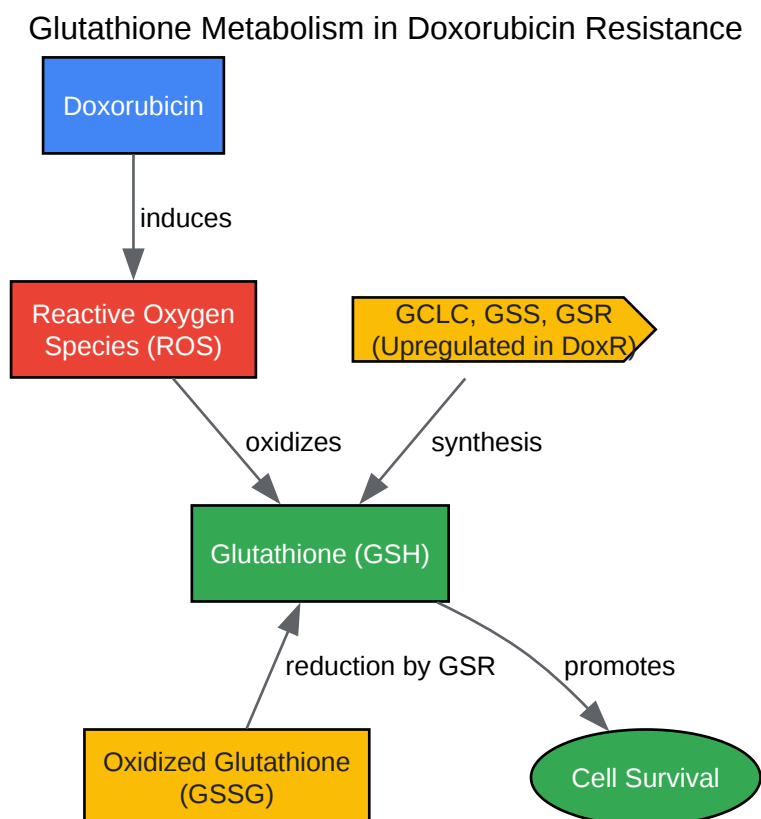 Glutathione Metabolism in Doxorubicin Resistance
Doxorubicin
induces
Reactive Oxygen
Species (ROS)
GCLC, GSS, GSR
(Upregulated in DoxR)
oxidizes
synthesis
Glutathione (GSH)
reduction by GSR
promotes
Oxidized Glutathione
(GSSG)
Cell Survival